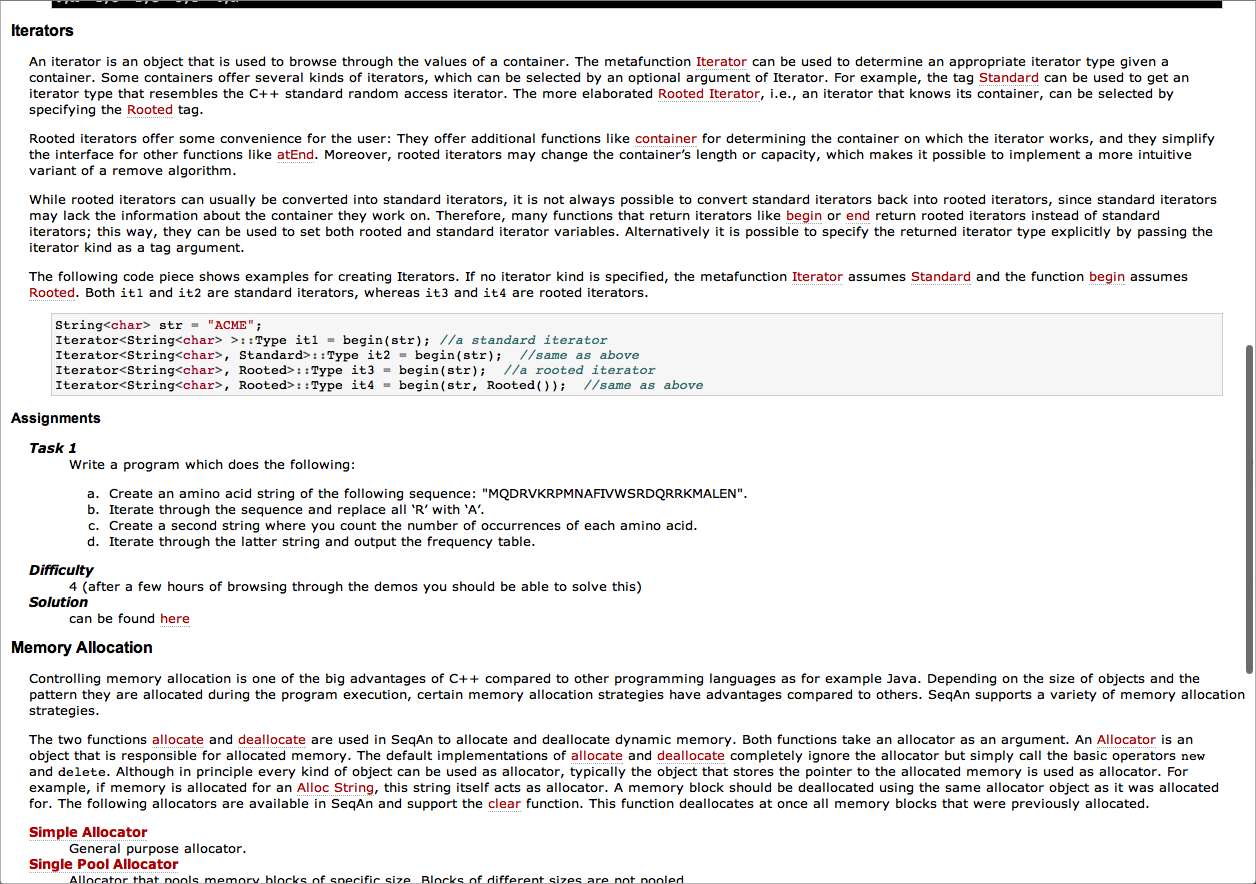 Iterators
An iterator is an object that is used to browse through the values of a container. The metafunction Iterator can be used to determine an appropriate iterator type given a
container. Some containers offer several kinds of iterators, which can be selected by an optional argument of Iterator. For example, the tag Standard can be used to get an
iterator type that resembles the C++ standard random access iterator. The more elaborated Rooted Iterator, i.e., an iterator that knows its container, can be selected by
specifying the Rooted tag.
Rooted iterators offer some convenience for the user: They offer additional functions like container for determining the container on which the iterator works, and they simplify
the interface for other functions like atEnd. Moreover, rooted iterators may change the container’s length or capacity, which makes it possible to implement a more intuitive
variant of a remove algorithm.
While rooted iterators can usually be converted into standard iterators, it is not always possible to convert standard iterators back into rooted iterators, since standard iterators
may lack the information about the container they work on. Therefore, many functions that return iterators like begin or end return rooted iterators instead of standard
iterators; this way, they can be used to set both rooted and standard iterator variables. Alternatively it is possible to specify the returned iterator type explicitly by passing the
iterator kind as a tag argument.
The following code piece shows examples for creating Iterators. If no iterator kind is specified, the metafunction Iterator assumes Standard and the function begin assumes
Rooted. Both it1 and it2 are standard iterators, whereas it3 and it4 are rooted iterators.
String<char> str = "ACME";
Iterator<String<char> >::Type it1 = begin(str); //a standard iterator
Iterator<String<char>, Standard>::Type it2 = begin(str);  //same as above
Iterator<String<char>, Rooted>::Type it3 = begin(str);  //a rooted iterator
Iterator<String<char>, Rooted>::Type it4 = begin(str, Rooted());  //same as above
Assignments
Task 1
Write a program which does the following:
a. Create an amino acid string of the following sequence: "MQDRVKRPMNAFIVWSRDQRRKMALEN".
b. Iterate through the sequence and replace all ‘R’ with ‘A’.
c. Create a second string where you count the number of occurrences of each amino acid.
d. Iterate through the latter string and output the frequency table.
Difficulty
4 (after a few hours of browsing through the demos you should be able to solve this)
Solution
can be found here
Memory Allocation
Controlling memory allocation is one of the big advantages of C++ compared to other programming languages as for example Java. Depending on the size of objects and the
pattern they are allocated during the program execution, certain memory allocation strategies have advantages compared to others. SeqAn supports a variety of memory allocation
strategies.
The two functions allocate and deallocate are used in SeqAn to allocate and deallocate dynamic memory. Both functions take an allocator as an argument. An Allocator is an
object that is responsible for allocated memory. The default implementations of allocate and deallocate completely ignore the allocator but simply call the basic operators new
and delete. Although in principle every kind of object can be used as allocator, typically the object that stores the pointer to the allocated memory is used as allocator. For
example, if memory is allocated for an Alloc String, this string itself acts as allocator. A memory block should be deallocated using the same allocator object as it was allocated
for. The following allocators are available in SeqAn and support the clear function. This function deallocates at once all memory blocks that were previously allocated.
Simple Allocator
General purpose allocator.
Single Pool Allocator
Allocator that pools memory blocks of specific size. Blocks of different sizes are not pooled.